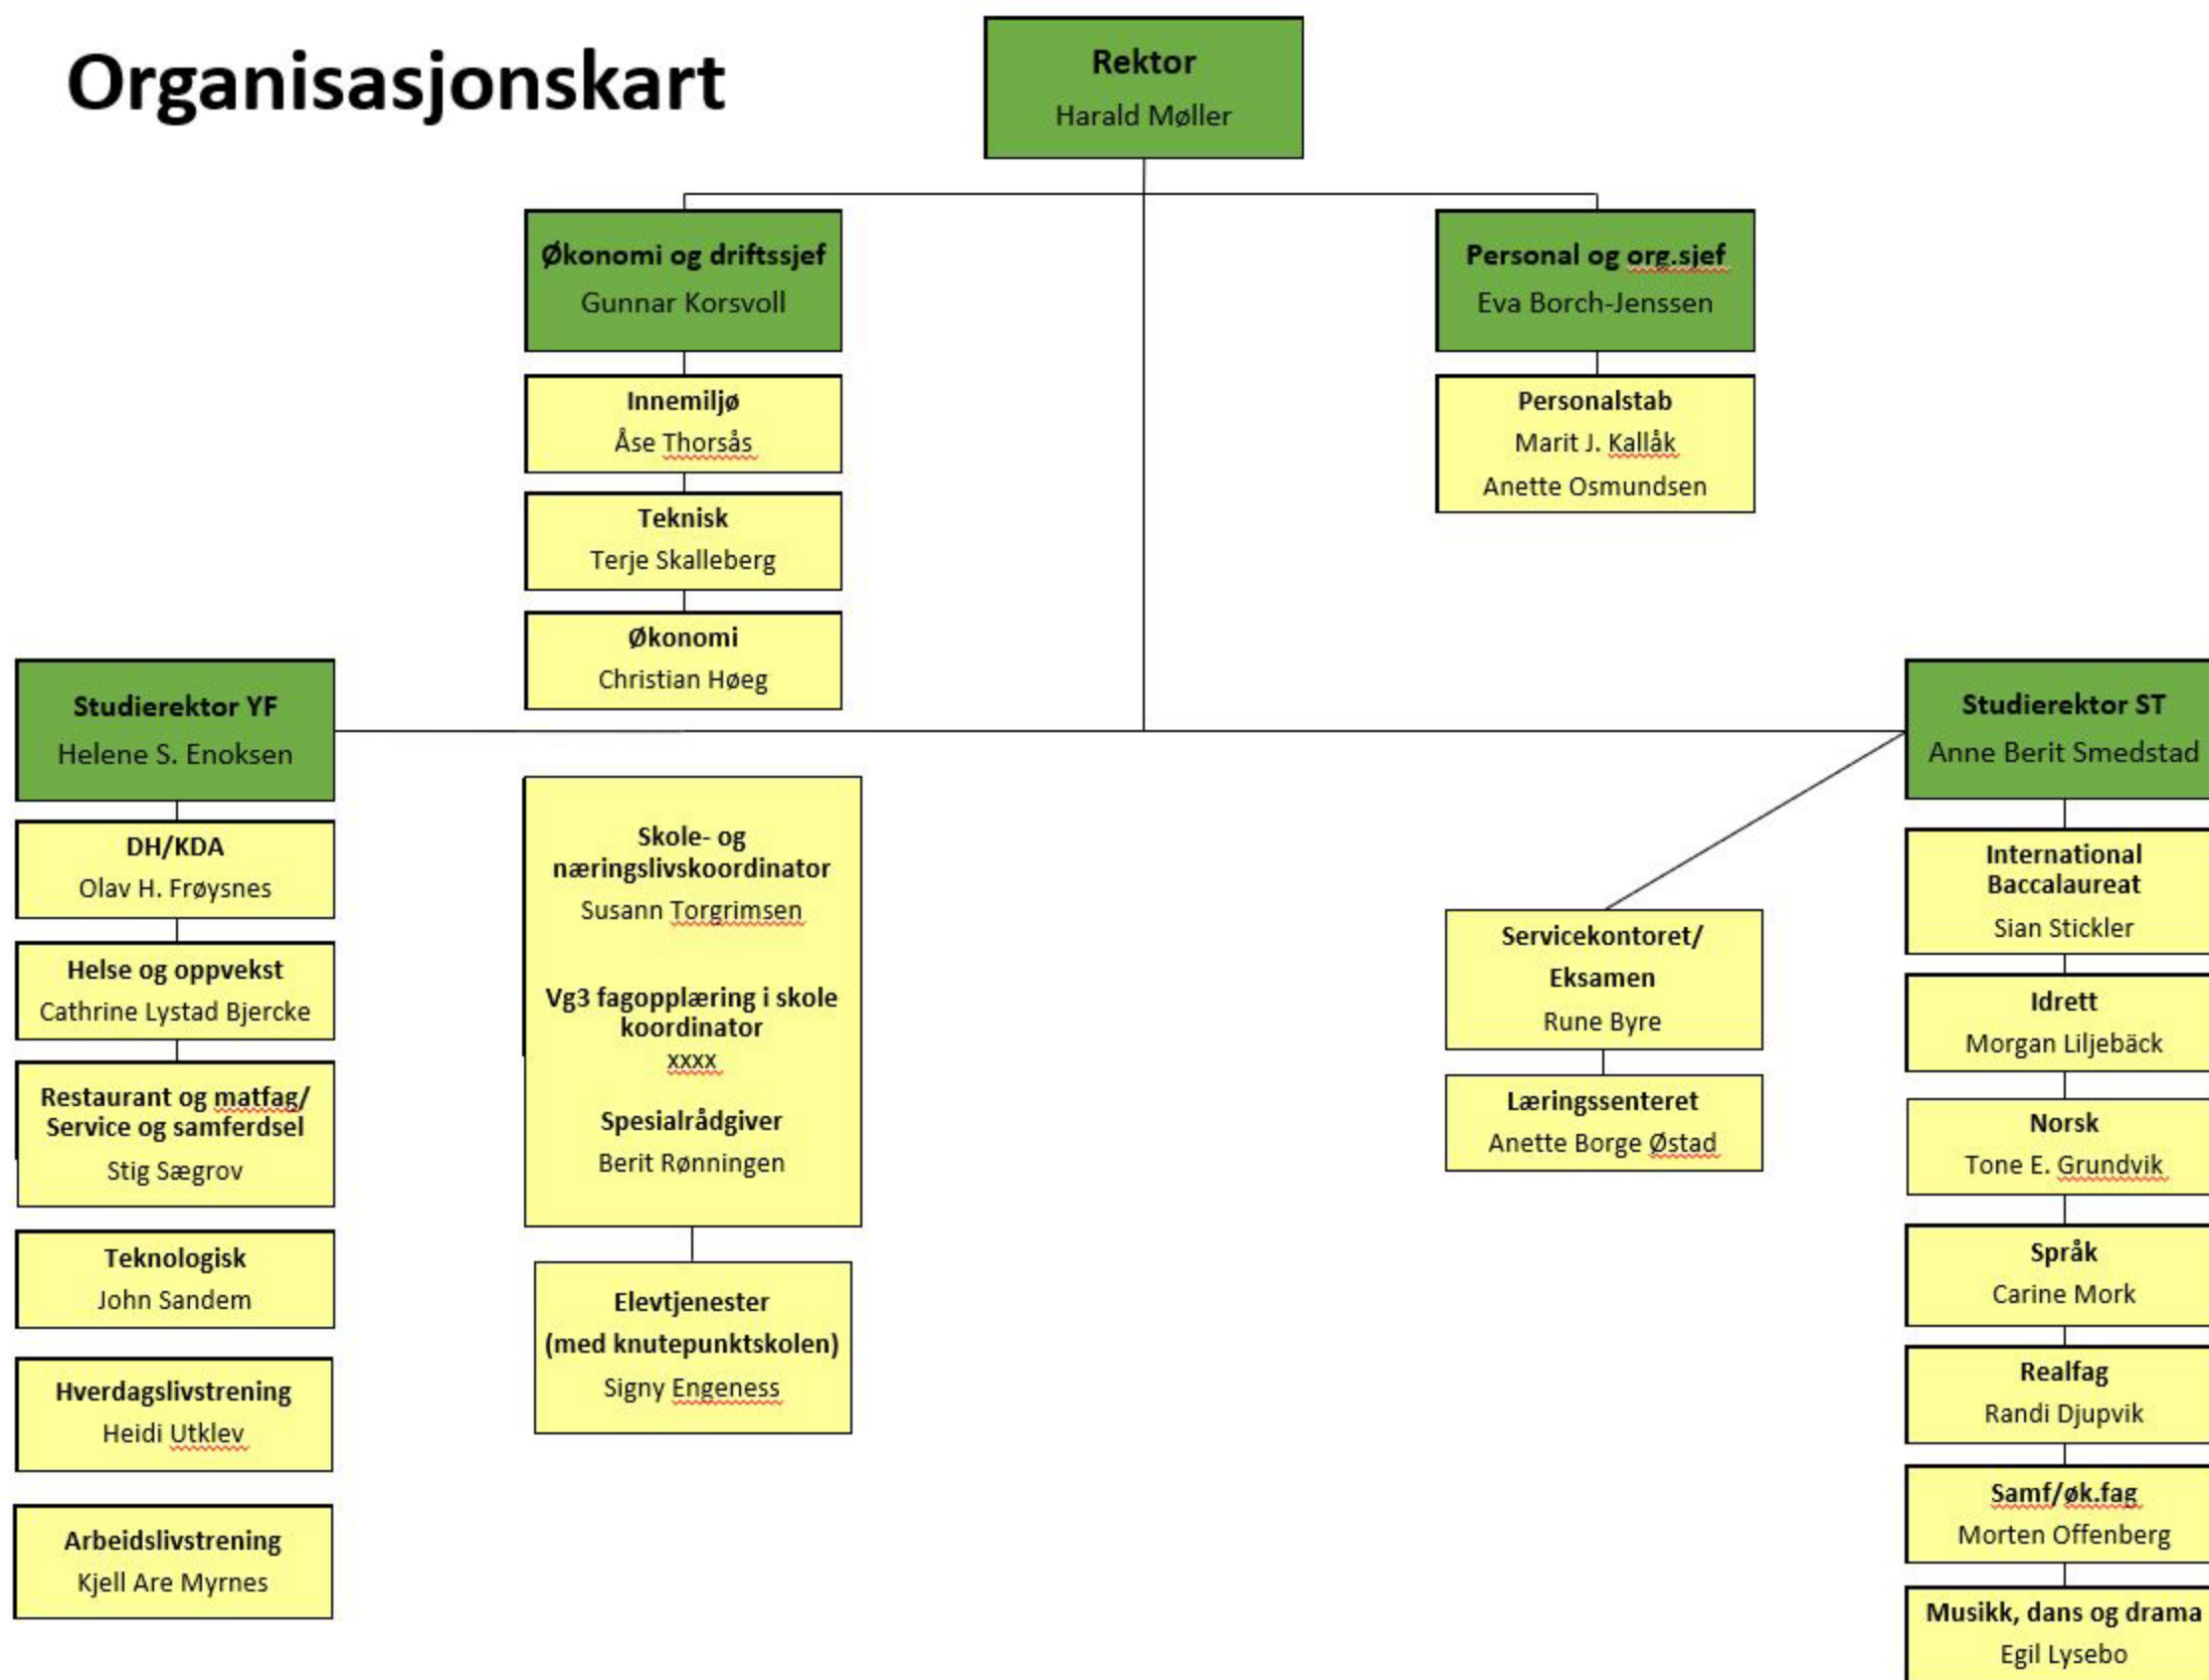 Organisasjonskart
Rektor
Harald Møller
Økonomi og driftssjef
Gunnar Korsvoll
Personal og org.sjef
Eva Borch-Jenssen
Innemiljø
Åse Thorsås
Teknisk
Terje Skalleberg
Økonomi
Christian Høeg
Personalstab
Marit J. Kallåk
Anette Osmundsen
Studierektor YF
Helene S. Enoksen
DH/KDA
Olav H. Frøysnes
Helse og oppvekst
Cathrine Lystad Bjercke
Restaurant og matfag/
Service og samferdsel
Stig Sægrov
Teknologisk
John Sandem
Hverdagslivstrening
Heidi Utklev
Arbeidslivstrening
Kjell Are Myrnes
Skole- og
næringslivskoordinator
Susann Torgrimsen
Vg3 fagopplæring i skole
koordinator
xxxx
Spesialrådgiver
Berit Rønningen
Elevtjenester
(med knutepunktskolen)
Signy Engeness
Servicekontoret/
Eksamen
Rune Byre
Læringssenteret
Anette Borge Østad
Studierektor ST
Anne Berit Smedstad
International
Baccalaureat
Sian Stickler
Idrett
Morgan Liljebäck
Norsk
Tone E. Grundvik
Språk
Carine Mork
Realfag
Randi Djupvik
Samf/øk.fag
Morten Offenberg
Musikk, dans og drama
Egil Lysebo